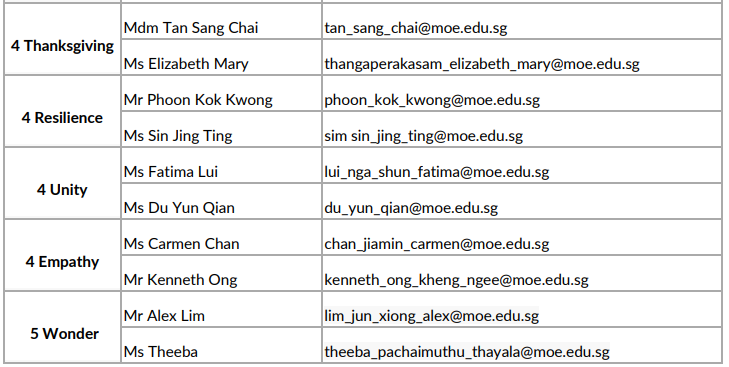 Mdm Tan Sang Chai tan_sang_chai@moe.edu.sg
4 Thanksgiving
Ms Elizabeth Mary thangaperakasam_elizabeth_mary@moe.edu.sg
Mr Phoon Kok Kwong phoon_kok_kwong@moe.edu.sg
4 Resilience
Ms Sin Jing Ting sim sin_jing_ting@moe.edu.sg
Ms Fatima Lui lui_nga_shun_fatima@moe.edu.sg
4 Unity
Ms Du Yun Qian du_yun_qian@moe.edu.sg
Ms Carmen Chan chan_jiamin_carmen@moe.edu.sg
4 Empathy
Mr Kenneth Ong kenneth_ong_kheng_ngee@moe.edu.sg
Mr Alex Lim lim_jun_xiong_alex@moe.edu.sg
5 Wonder
Ms Theeba theeba_pachaimuthu_thayala@moe.edu.sg